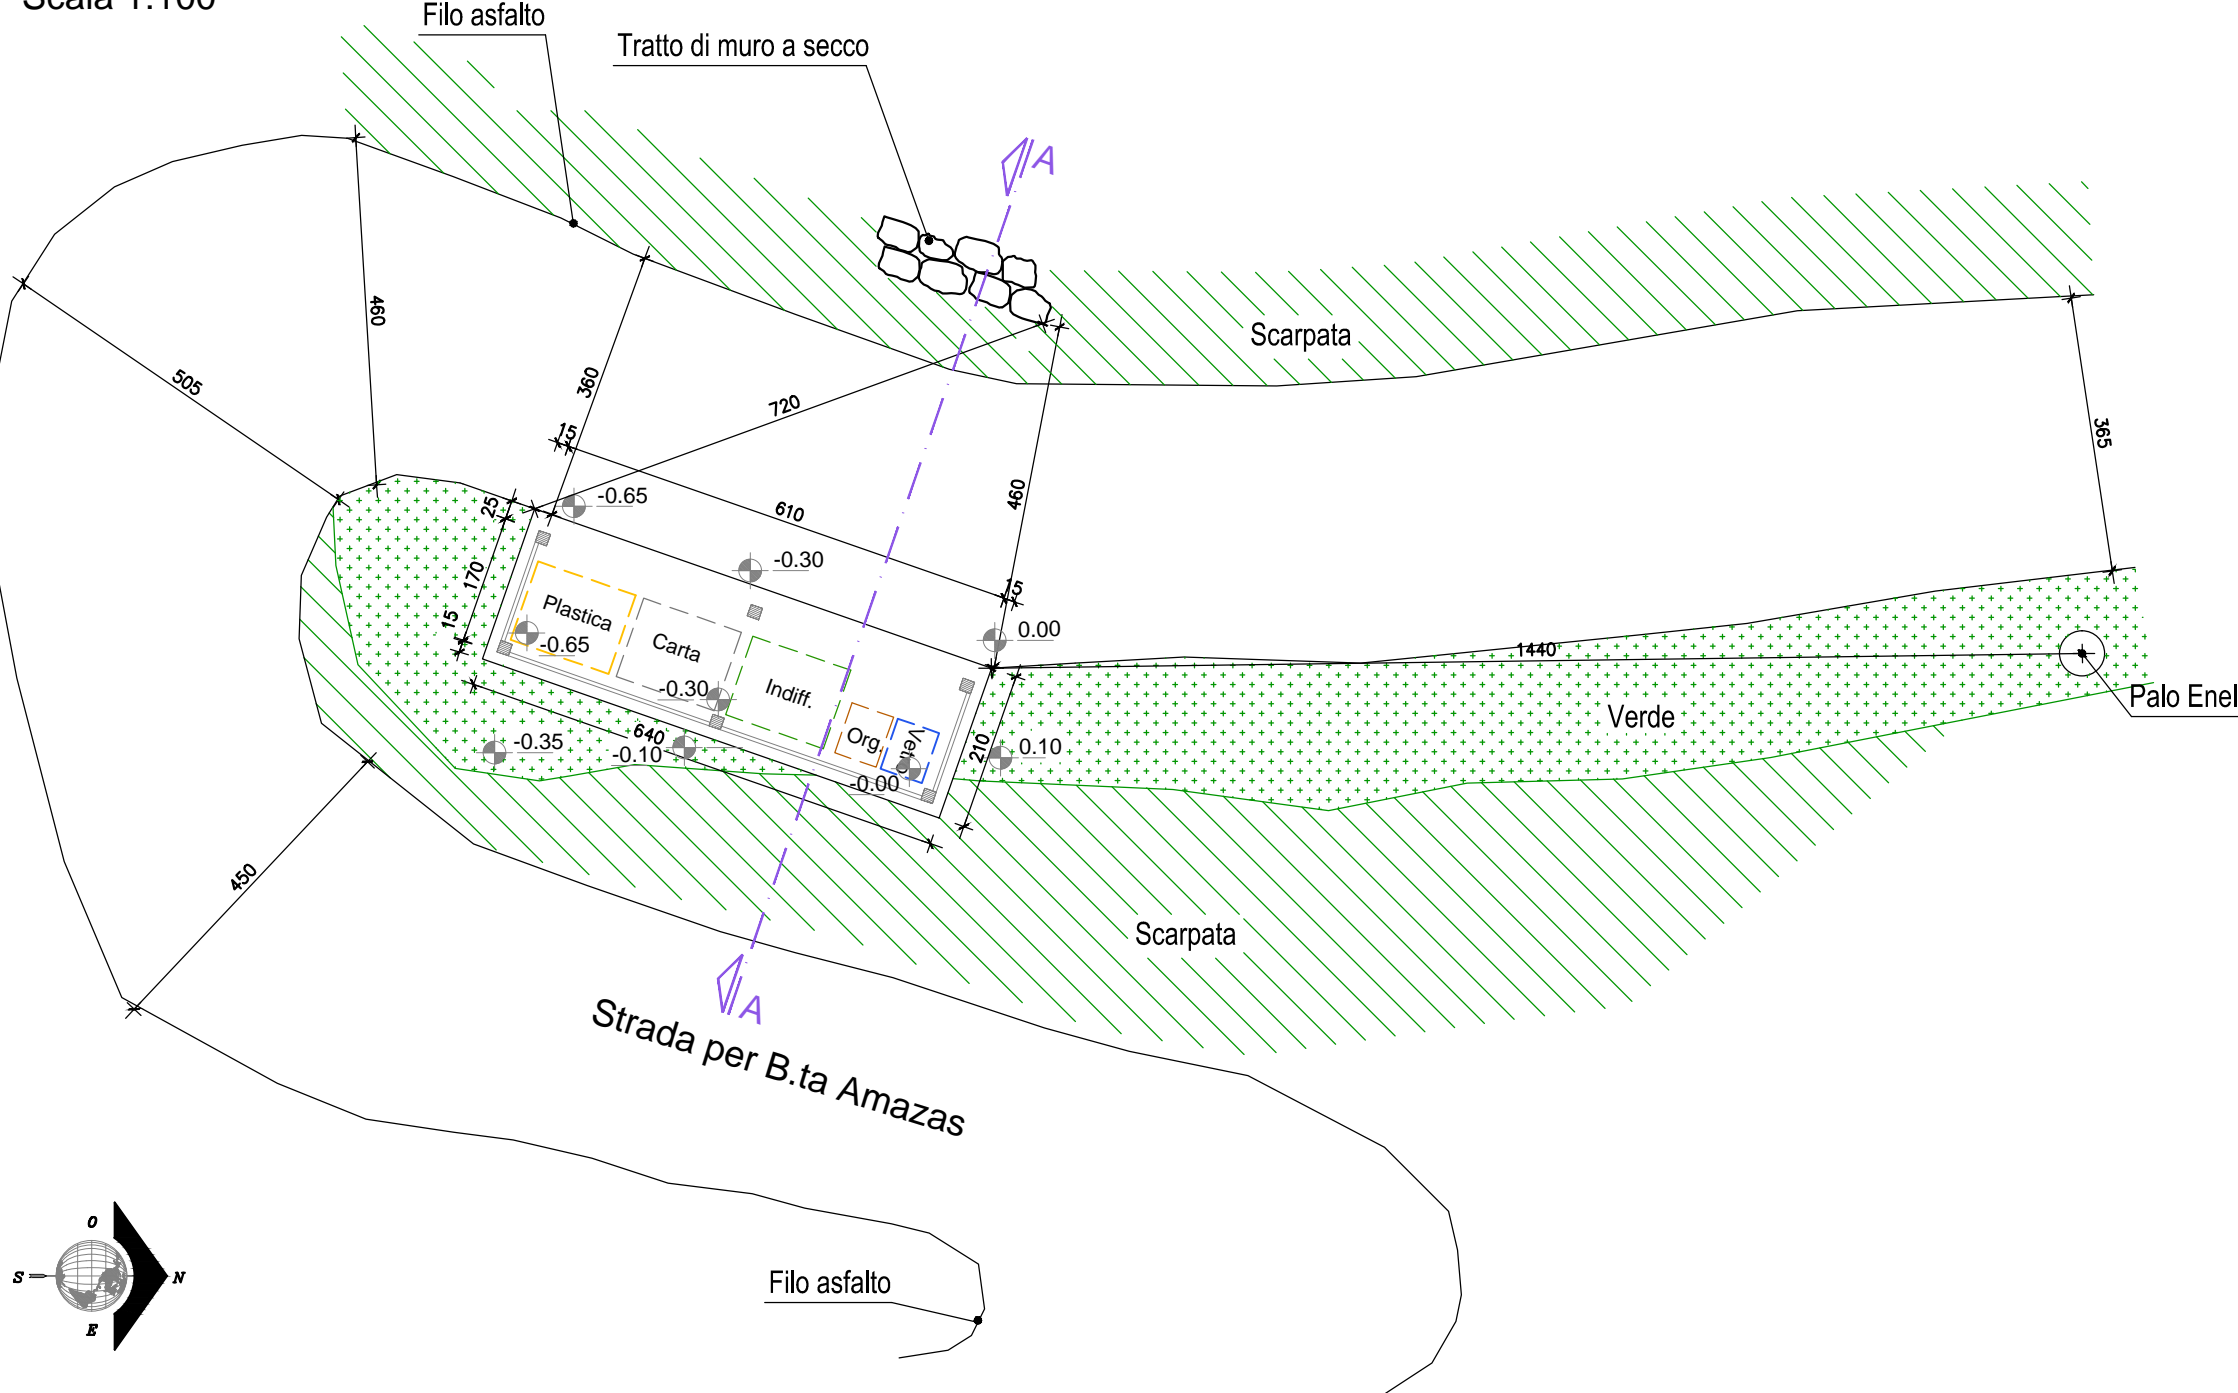 Scala 1:100
Filo asfalto
Tratto di muro a secco
A
460
Scarpata
505
360
720
365
15
610
460
25
-0.65
-0.30
170
15
15
0.00
Plastica
-0.65
Carta
1440
Indiff.
-0.30
Palo Enel
Verde
640
Org.
Vetro
210
-0.35
-0.10
0.10
-0.00
450
Scarpata
A
Strada per B.ta Amazas
O
S
N
E
Filo asfalto